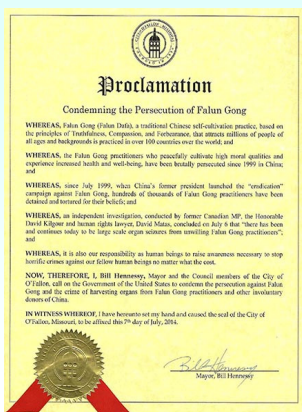 Proclamation
Condemning the Persecution of Falun Gong
WHEREAS, Falun Gong (Falun Dafa), a traditional Chinese self-cultivation practice, based on
the principles of Truthfulness, Compassion, and Forbearance, that attracts millions of people of
all ages and backgrounds is practiced in over 100 countries over the world; and
WHEREAS, the Falun Gong practitioners who peacefully cultivate high moral qualities and
experience increased health and well-being, have been brutally persecuted since 1999 in China;
and
WHEREAS, since July 1999, when China's former president launched the "eradication"
campaign against Falun Gong, hundreds of thousands of Falun Gong practitioners have been
detained and tortured for their beliefs; and
WHEREAS, an independent investigation, conducted by former Canadian MP, the Honorable
David Kilgour and human rights lawyer, David Matas, concluded on July 6 that "there has been
and continues today to be large scale organ seizures from unwilling Falun Gong practitioners";
and
WHEREAS, it is also our responsibility as human beings to raise awareness necessary to stop
horrific crimes against our fellow human beings no matter what the cost.
NOW, THEREFORE, I, Bill Hennessy, Mayor and the Council members of the City of
O'Fallon, call on the Government of the United States to condemn the persecution against Falun
Gong and the crime of harvesting organs from Falun Gong practitioners and other involuntary
donors of China.
IN WITNESS WHEREOF, I have hereunto set my hand and caused the seal of the City of
O'Fallon, Missouri, to be affixed this 7th day of July, 2014.
Bill Hennessy
Mayor, Bill Hennessy